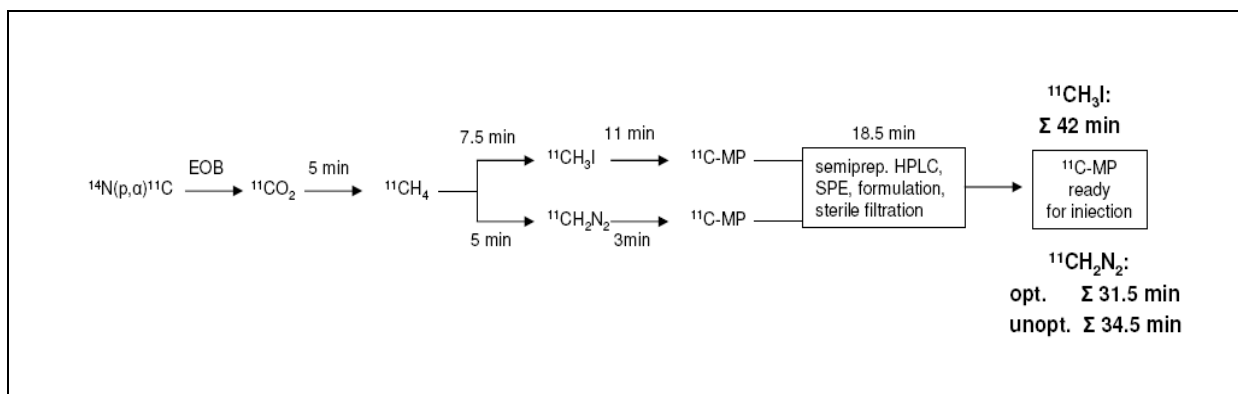 ¹¹CH₃I:
Σ 42 min
7.5 min
11 min
18.5 min
EOB
5 min
¹⁴N(p,α)¹¹C
¹¹CO₂
¹¹CH₄
¹¹CH₃I
¹¹C-MP
¹¹CH₂N₂
¹¹C-MP
5 min
3min
semiprep. HPLC,
SPE, formulation,
sterile filtration
¹¹C-MP
ready
for injection
¹¹CH₂N₂:
opt. Σ 31.5 min
unopt. Σ 34.5 min